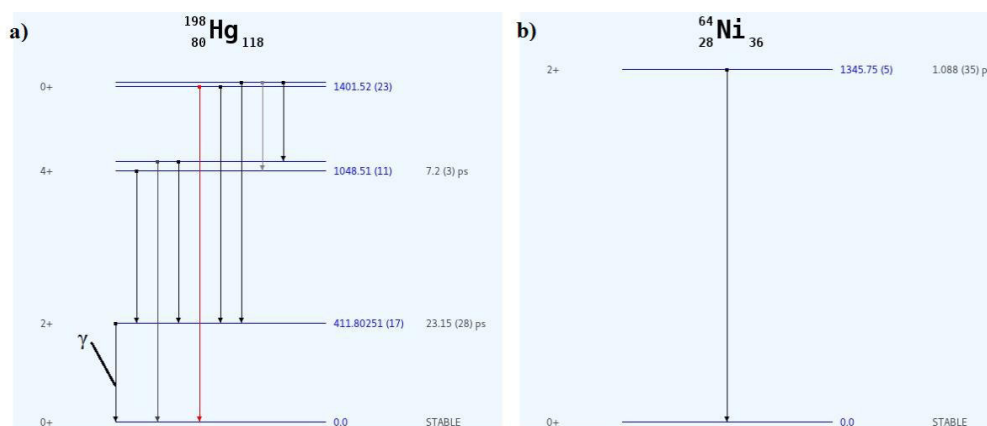 a)
198
80 Hg 118
0+ 1401.52 (23)
4+ 1048.51 (11) 7.2 (3) ps
2+ 411.80251 (17) 23.15 (28) ps
γ
0+ 0.0 STABLE
b)
64
28 Ni 36
2+ 1345.75 (5) 1.088 (35) p
0+ 0.0 STABLE